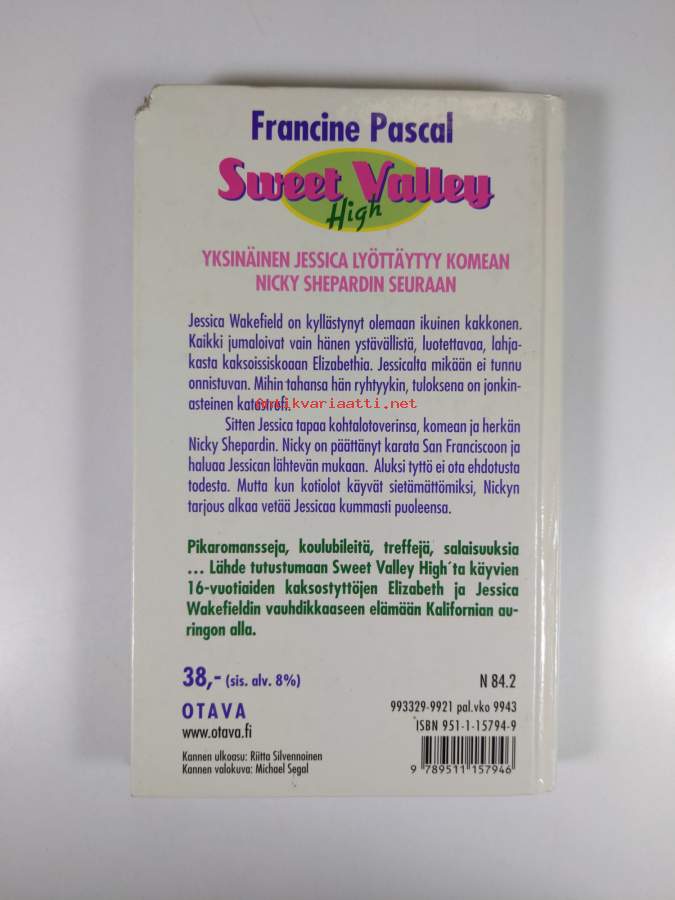 Francine Pascal
Sweet Valley
High
YKSINÄINEN JESSICA LYÖTTÄYTYY KOMEAN
NICKY SHEPARDIN SEURAAN
Jessica Wakefield on kyllästynyt olemaan ikuinen kakkonen.
Kaikki jumaloivat vain hänen ystävällistä, luotettavaa, lahja-
kasta kaksoissiskoaan Elizabethia. Jessicalta mikään ei tunnu
onnistuvan. Mihin tahansa hän ryhtyykin, tuloksena on jonkin-
asteinen katastrofi.
Antikvariaatti.net
Sitten Jessica tapaa kohtalotoverinsa, komean ja herkän
Nicky Shepardin. Nicky on päättänyt karata San Franciscoon ja
haluaa Jessican lähtevän mukaan. Aluksi tyttö ei ota ehdotusta
todesta. Mutta kun kotiolot käyvät sietämättömiksi, Nickyn
tarjous alkaa vetää Jessicaa kummasti puoleensa.
Pikaromansseja, koulubileitä, treffejä, salaisuuksia
... Lähde tutustumaan Sweet Valley High´ta käyvien
16-vuotiaiden kaksostyttöjen Elizabeth ja Jessica
Wakefieldin vauhdikkaaseen elämään Kalifornian au-
ringon alla.
38,- (sis. alv. 8%)
N 84.2
OTAVA
993329-9921 pal.vko 9943
www.otava.fi
ISBN 951-1-15794-9
Kannen ulkoasu: Riitta Silvennoinen
Kannen valokuva: Michael Segal
9 789511 157946